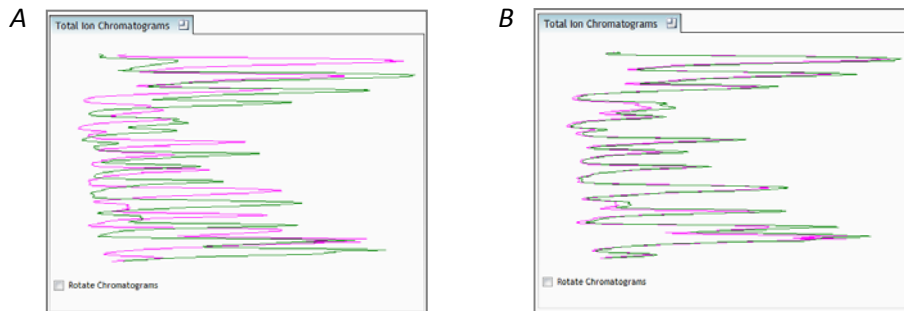 A
Total Ion Chromatograms
Rotate Chromatograms
B
Total Ion Chromatograms
Rotate Chromatograms